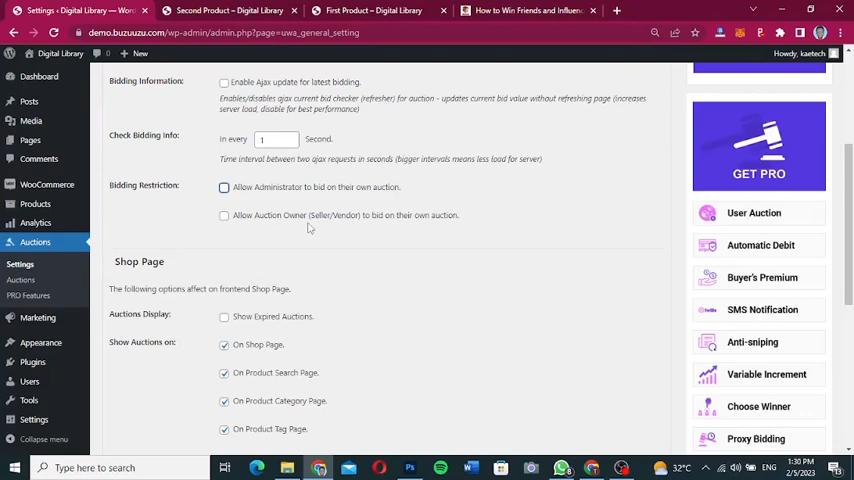 Settings ‹ Digital Library — Wor
Second Product – Digital Library
First Product – Digital Library
How to Win Friends and Influenc
demo.buzuuzu.com/wp-admin/admin.php?page=uwa_general_setting
Digital Library
0
New
Howdy, kaetech
Dashboard
Posts
Media
Pages
Comments
WooCommerce
Products
Analytics
Auctions
Settings
Auctions
PRO Features
Marketing
Appearance
Plugins
Users
Tools
Settings
Collapse menu
Bidding Information:
Enable Ajax update for latest bidding.
Enables/disables ajax current bid checker (refresher) for auction - updates current bid value without refreshing page (increases
server load, disable for best performance)
Check Bidding Info:
In every 1 Second.
Time interval between two ajax requests in seconds (bigger intervals means less load for server)
Bidding Restriction:
Allow Administrator to bid on their own auction.
Allow Auction Owner (Seller/Vendor) to bid on their own auction.
Shop Page
The following options affect on frontend Shop Page.
Auctions Display:
Show Expired Auctions.
Show Auctions on:
On Shop Page.
On Product Search Page.
On Product Category Page.
On Product Tag Page.
GET PRO
User Auction
Automatic Debit
Buyer's Premium
SMS Notification
Anti-sniping
Variable Increment
Choose Winner
Proxy Bidding
Type here to search
32°C
ENG
1:30 PM
2/5/2023